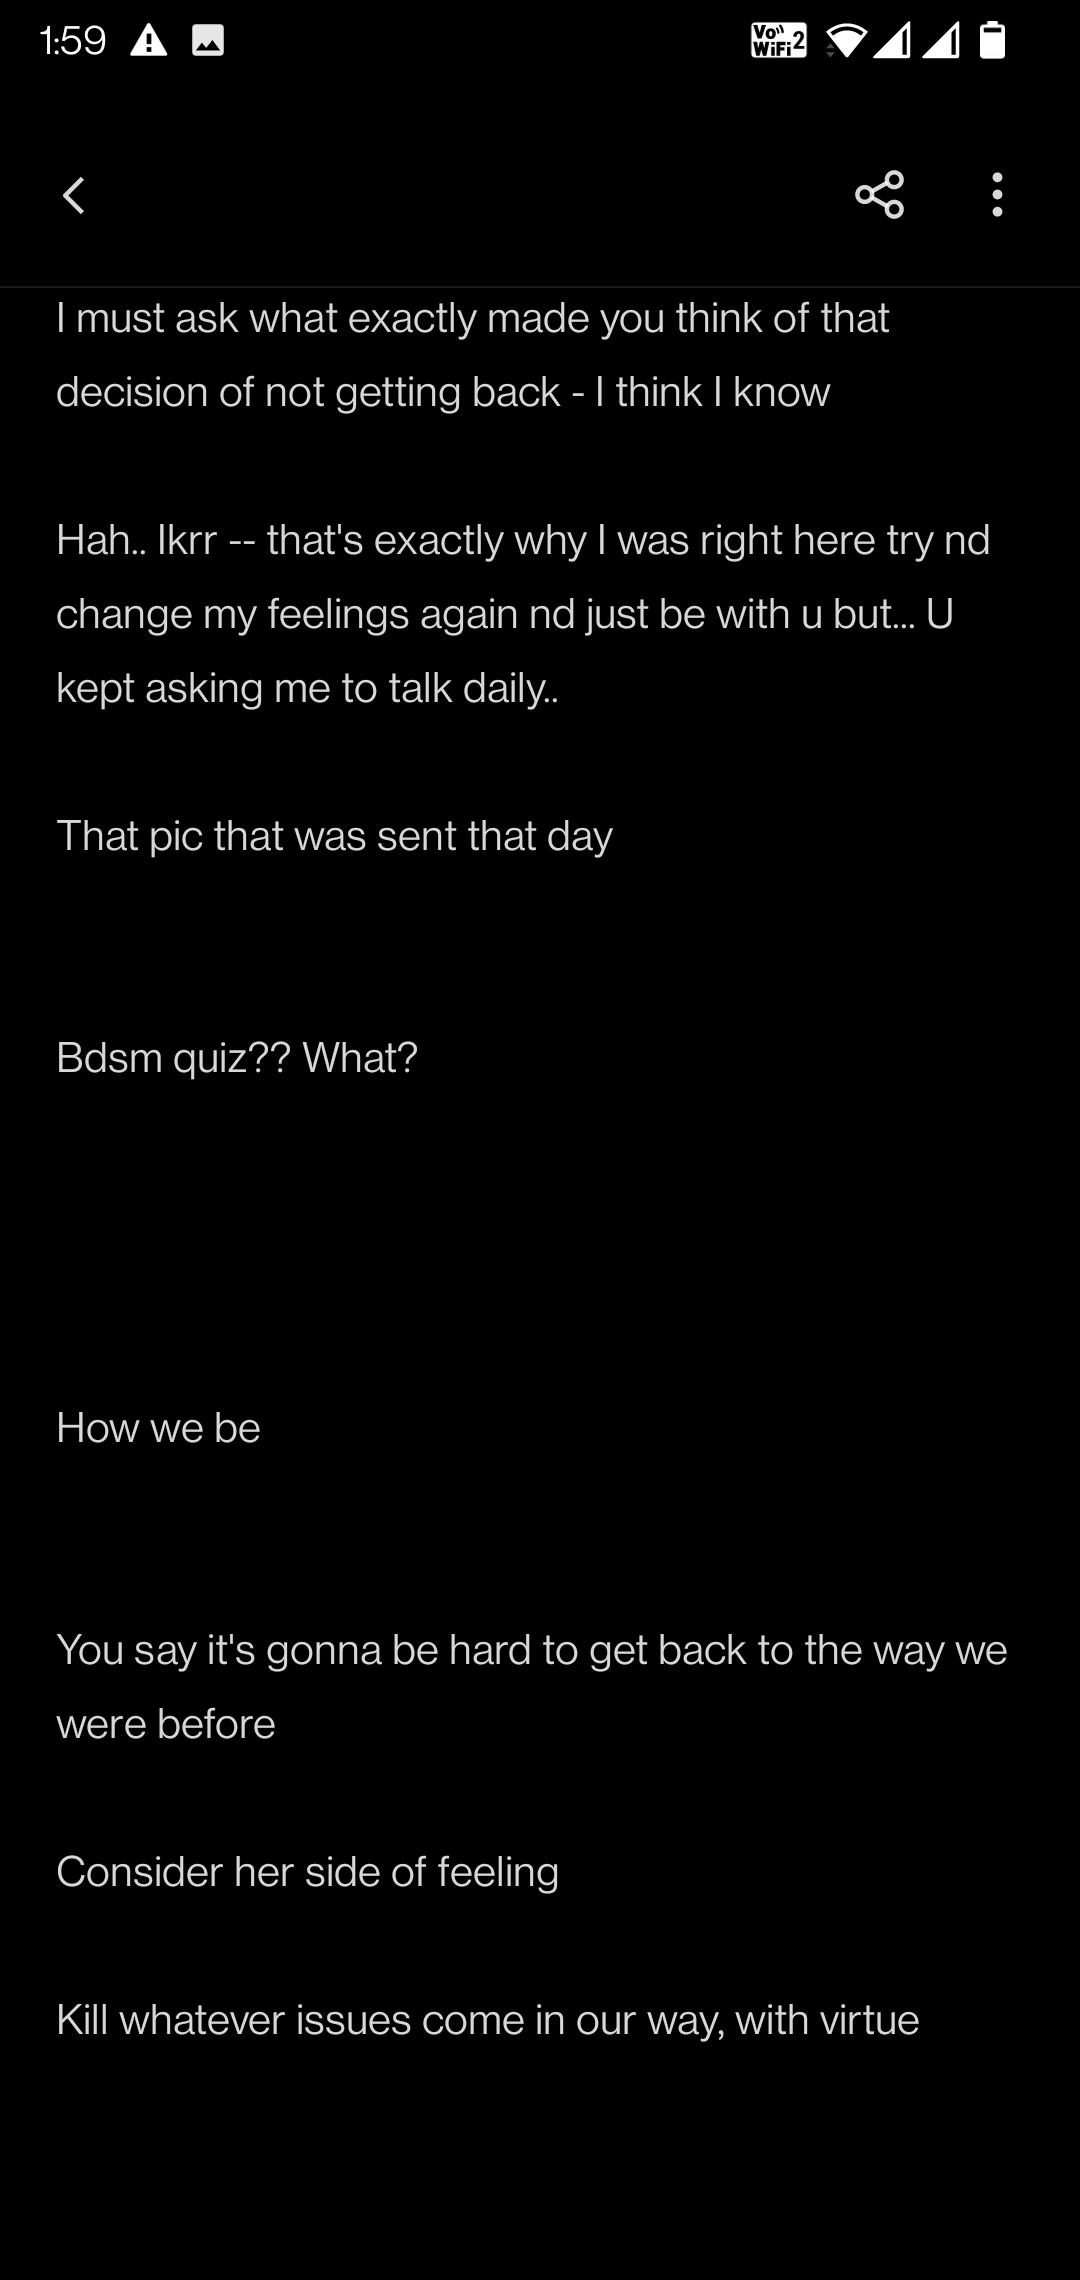 1:59
Vo)) WiFi 2
I must ask what exactly made you think of that
decision of not getting back - I think I know
Hah.. Ikrr -- that's exactly why I was right here try nd
change my feelings again nd just be with u but... U
kept asking me to talk daily..
That pic that was sent that day
Bdsm quiz?? What?
How we be
You say it's gonna be hard to get back to the way we
were before
Consider her side of feeling
Kill whatever issues come in our way, with virtue